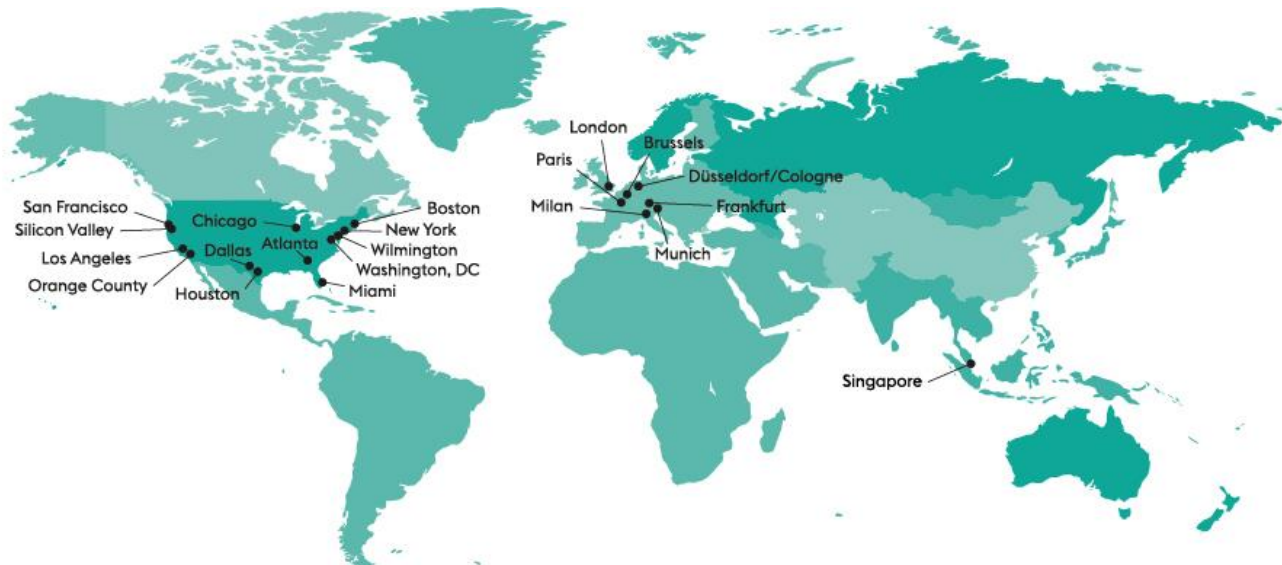 San Francisco
Silicon Valley
Los Angeles
Orange County
Chicago
Dallas
Houston
Atlanta
Boston
New York
Wilmington
Washington, DC
Miami
London
Brussels
Paris
Düsseldorf/Cologne
Milan
Frankfurt
Munich
Singapore